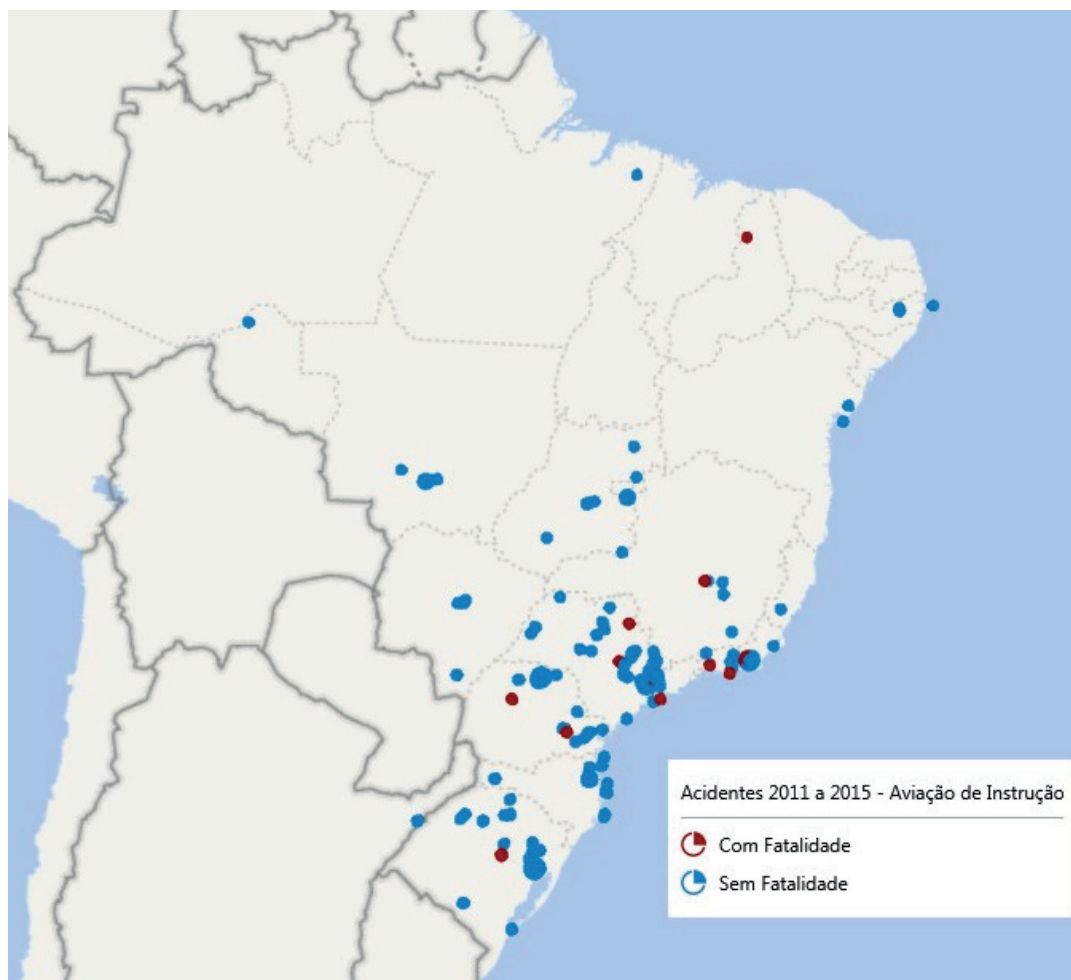 Acidentes 2011 a 2015 - Aviação de Instrução
Com Fatalidade
Sem Fatalidade